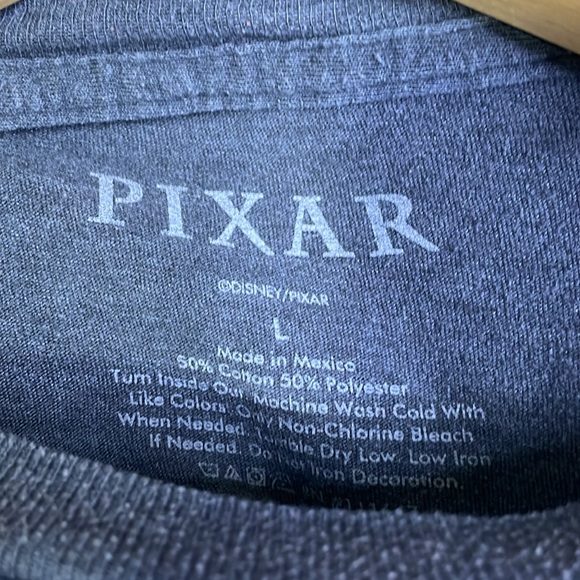 PIXAR
©DISNEY/PIXAR
L
Made in Mexico
50% Cotton 50% Polyester
Turn Inside Out Machine Wash Cold With
Like Colors Only Non-Chlorine Bleach
When Needed. Tumble Dry Low. Low Iron
If Needed. Do Not Iron Decoration.